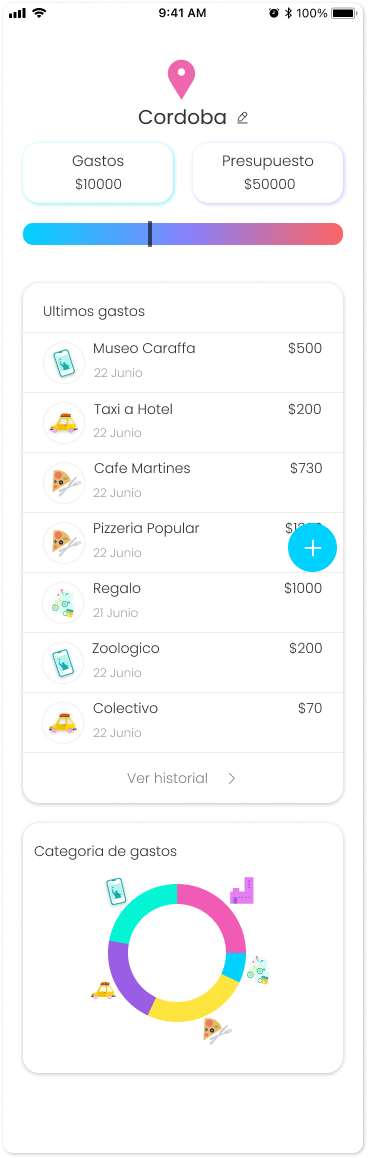 9:41 AM 100%
Cordoba
Gastos Presupuesto
$10000 $50000
Ultimos gastos
Museo Caraffa $500
22 Junio
Taxi a Hotel $200
22 Junio
Cafe Martines $730
22 Junio
Pizzeria Popular
22 Junio
Regalo $1000
21 Junio
Zoologico $200
22 Junio
Colectivo $70
22 Junio
Ver historial
Categoria de gastos